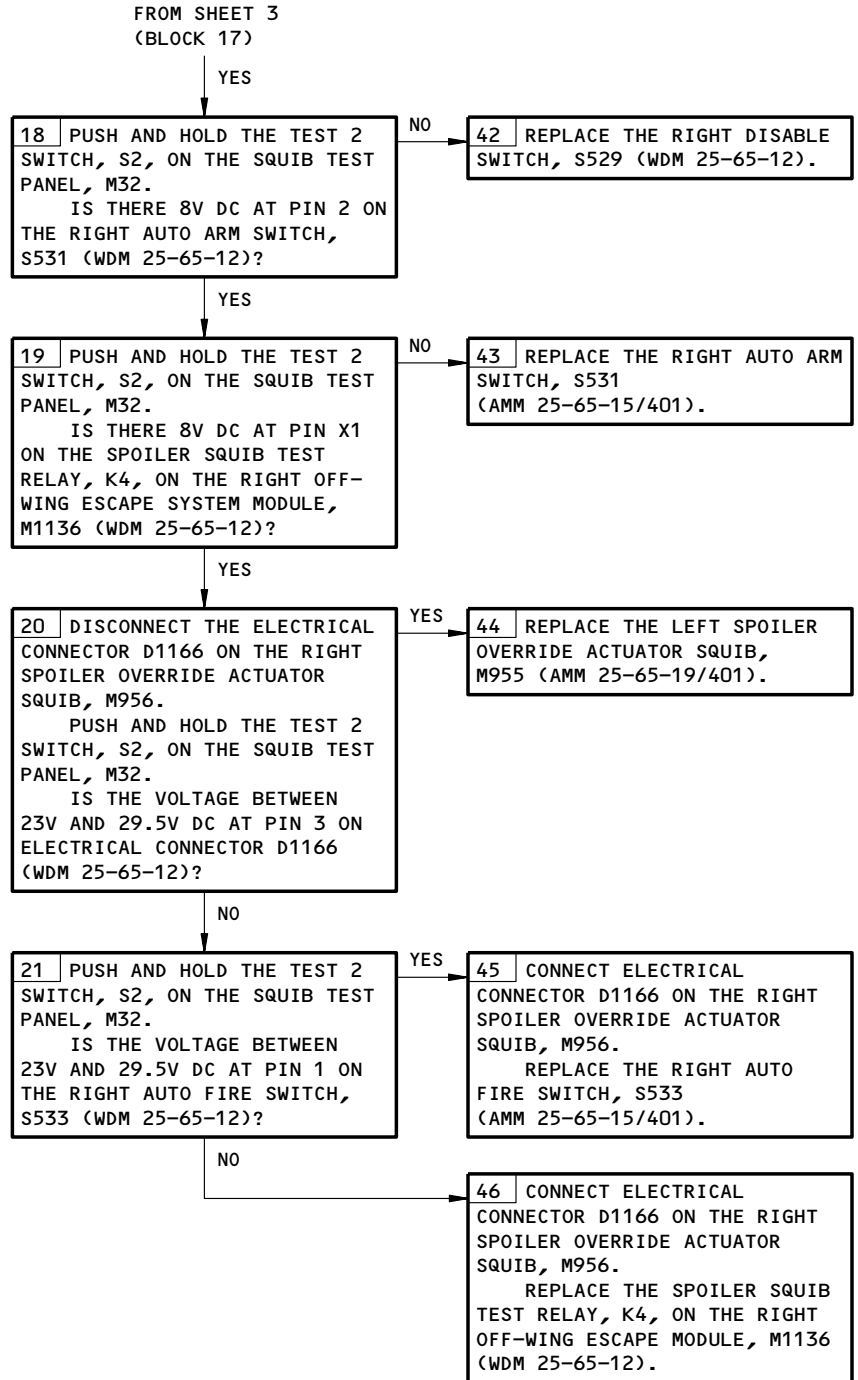 FROM SHEET 3
(BLOCK 17)
YES
18 PUSH AND HOLD THE TEST 2
SWITCH, S2, ON THE SQUIB TEST
PANEL, M32.
IS THERE 8V DC AT PIN 2 ON
THE RIGHT AUTO ARM SWITCH,
S531 (WDM 25-65-12)?
NO
42 REPLACE THE RIGHT DISABLE
SWITCH, S529 (WDM 25-65-12).
YES
19 PUSH AND HOLD THE TEST 2
SWITCH, S2, ON THE SQUIB TEST
PANEL, M32.
IS THERE 8V DC AT PIN X1
ON THE SPOILER SQUIB TEST
RELAY, K4, ON THE RIGHT OFF-
WING ESCAPE SYSTEM MODULE,
M1136 (WDM 25-65-12)?
NO
43 REPLACE THE RIGHT AUTO ARM
SWITCH, S531
(AMM 25-65-15/401).
YES
20 DISCONNECT THE ELECTRICAL
CONNECTOR D1166 ON THE RIGHT
SPOILER OVERRIDE ACTUATOR
SQUIB, M956.
PUSH AND HOLD THE TEST 2
SWITCH, S2, ON THE SQUIB TEST
PANEL, M32.
IS THE VOLTAGE BETWEEN
23V AND 29.5V DC AT PIN 3 ON
ELECTRICAL CONNECTOR D1166
(WDM 25-65-12)?
YES
44 REPLACE THE LEFT SPOILER
OVERRIDE ACTUATOR SQUIB,
M955 (AMM 25-65-19/401).
NO
21 PUSH AND HOLD THE TEST 2
SWITCH, S2, ON THE SQUIB TEST
PANEL, M32.
IS THE VOLTAGE BETWEEN
23V AND 29.5V DC AT PIN 1 ON
THE RIGHT AUTO FIRE SWITCH,
S533 (WDM 25-65-12)?
YES
45 CONNECT ELECTRICAL
CONNECTOR D1166 ON THE RIGHT
SPOILER OVERRIDE ACTUATOR
SQUIB, M956.
REPLACE THE RIGHT AUTO
FIRE SWITCH, S533
(AMM 25-65-15/401).
NO
46 CONNECT ELECTRICAL
CONNECTOR D1166 ON THE RIGHT
SPOILER OVERRIDE ACTUATOR
SQUIB, M956.
REPLACE THE SPOILER SQUIB
TEST RELAY, K4, ON THE RIGHT
OFF-WING ESCAPE MODULE, M1136
(WDM 25-65-12).